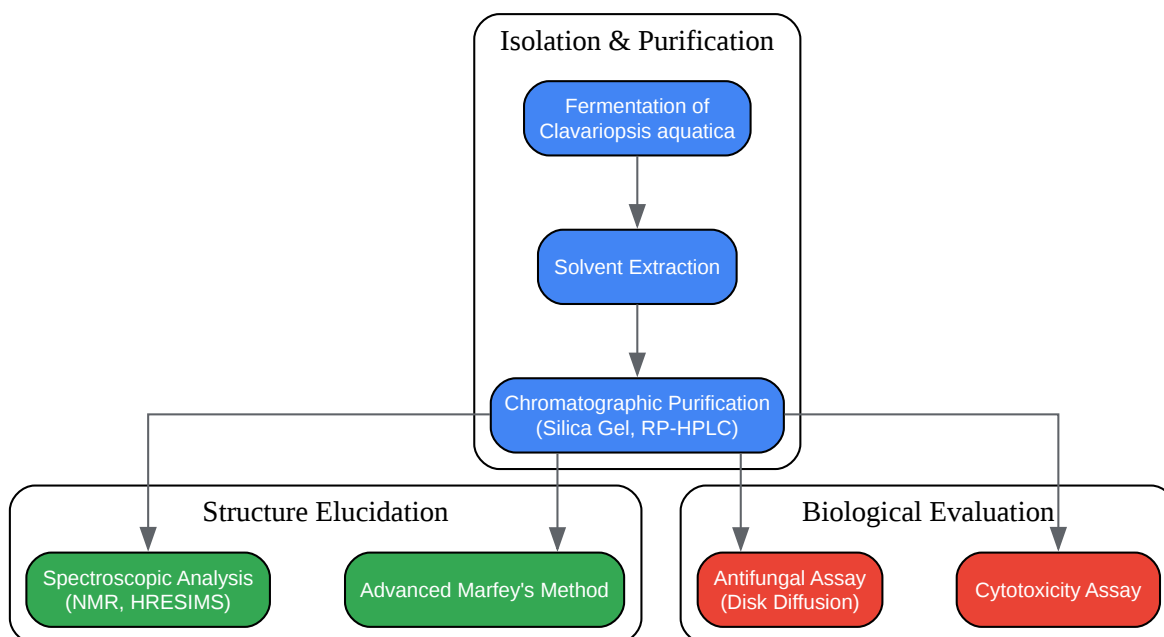 Isolation & Purification
Fermentation of
Clavariopsis aquatica
Solvent Extraction
Chromatographic Purification
(Silica Gel, RP-HPLC)
Structure Elucidation
Spectroscopic Analysis
(NMR, HRESIMS)
Advanced Marfey's Method
Biological Evaluation
Antifungal Assay
(Disk Diffusion)
Cytotoxicity Assay